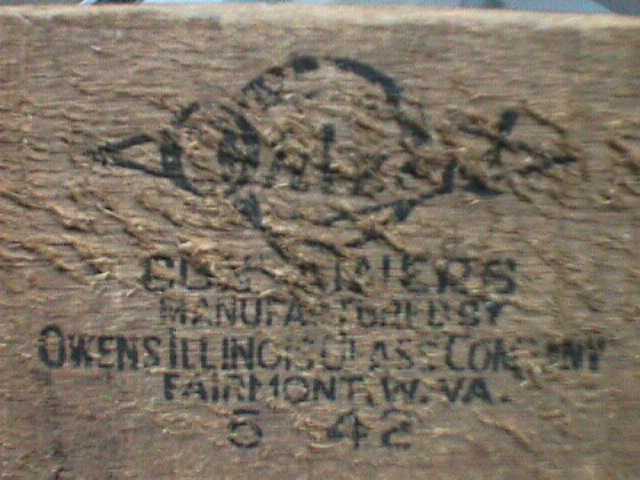 CONTAINERS
MANUFACTURED BY
OWENS ILLINOIS GLASS COMPANY
FAIRMONT, W. VA.
5 42